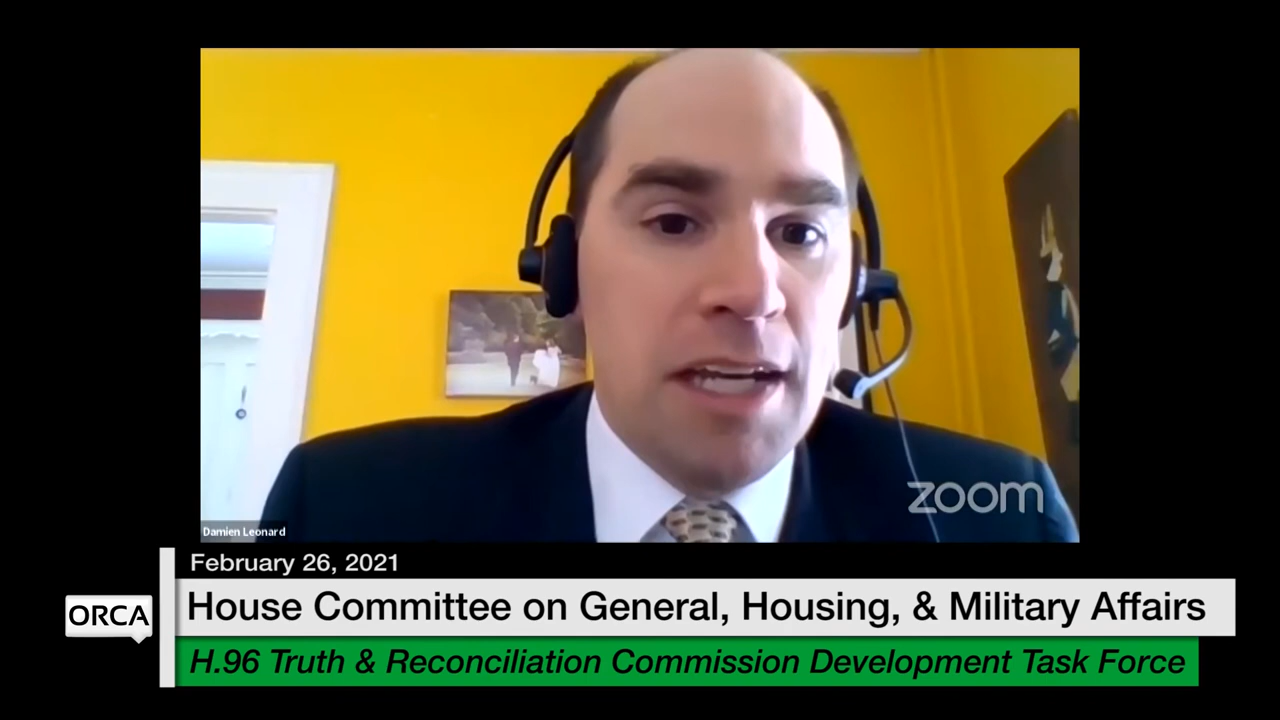 zoom
Damien Leonard
February 26, 2021
ORCA
House Committee on General, Housing, & Military Affairs
H.96 Truth & Reconciliation Commission Development Task Force